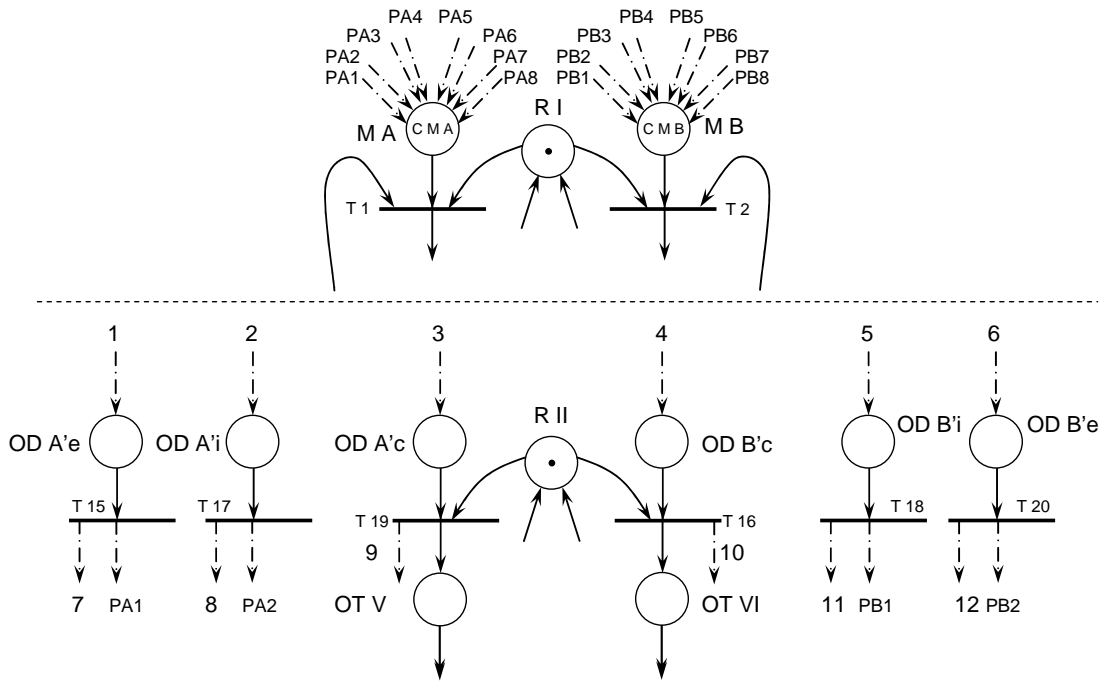 PA4 PA5 PB4 PB5
PA3 PA6 PB3 PB6
PA2 PA7 PB2 PB7
PA1 PA8 PB1 PB8
R I
M A C M A C M B M B
T 1 T 2
1 2 3 4 5 6
R II
OD A'e OD A'i OD A'c OD B'c OD B'i OD B'e
T 15 T 17 T 19 T 16 T 18 T 20
9 10
7 PA1 8 PA2 OT V OT VI 11 PB1 12 PB2